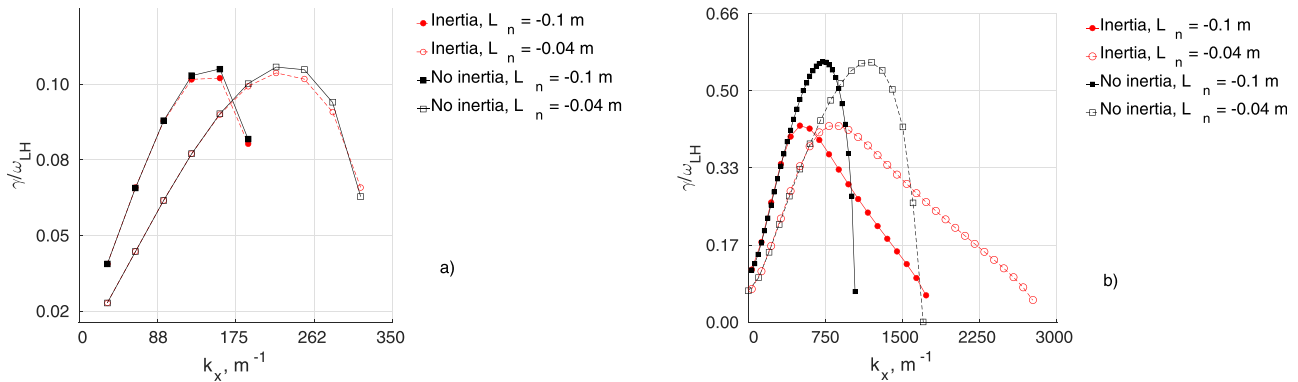 0.10
0.08
0.05
0.02
γ/ω_LH
0 88 175 262 350
k_x, m^-1
Inertia, L_n = -0.1 m
Inertia, L_n = -0.04 m
No inertia, L_n = -0.1 m
No inertia, L_n = -0.04 m
a)
0.66
0.50
0.33
0.17
0.00
γ/ω_LH
0 750 1500 2250 3000
k_x, m^-1
Inertia, L_n = -0.1 m
Inertia, L_n = -0.04 m
No inertia, L_n = -0.1 m
No inertia, L_n = -0.04 m
b)